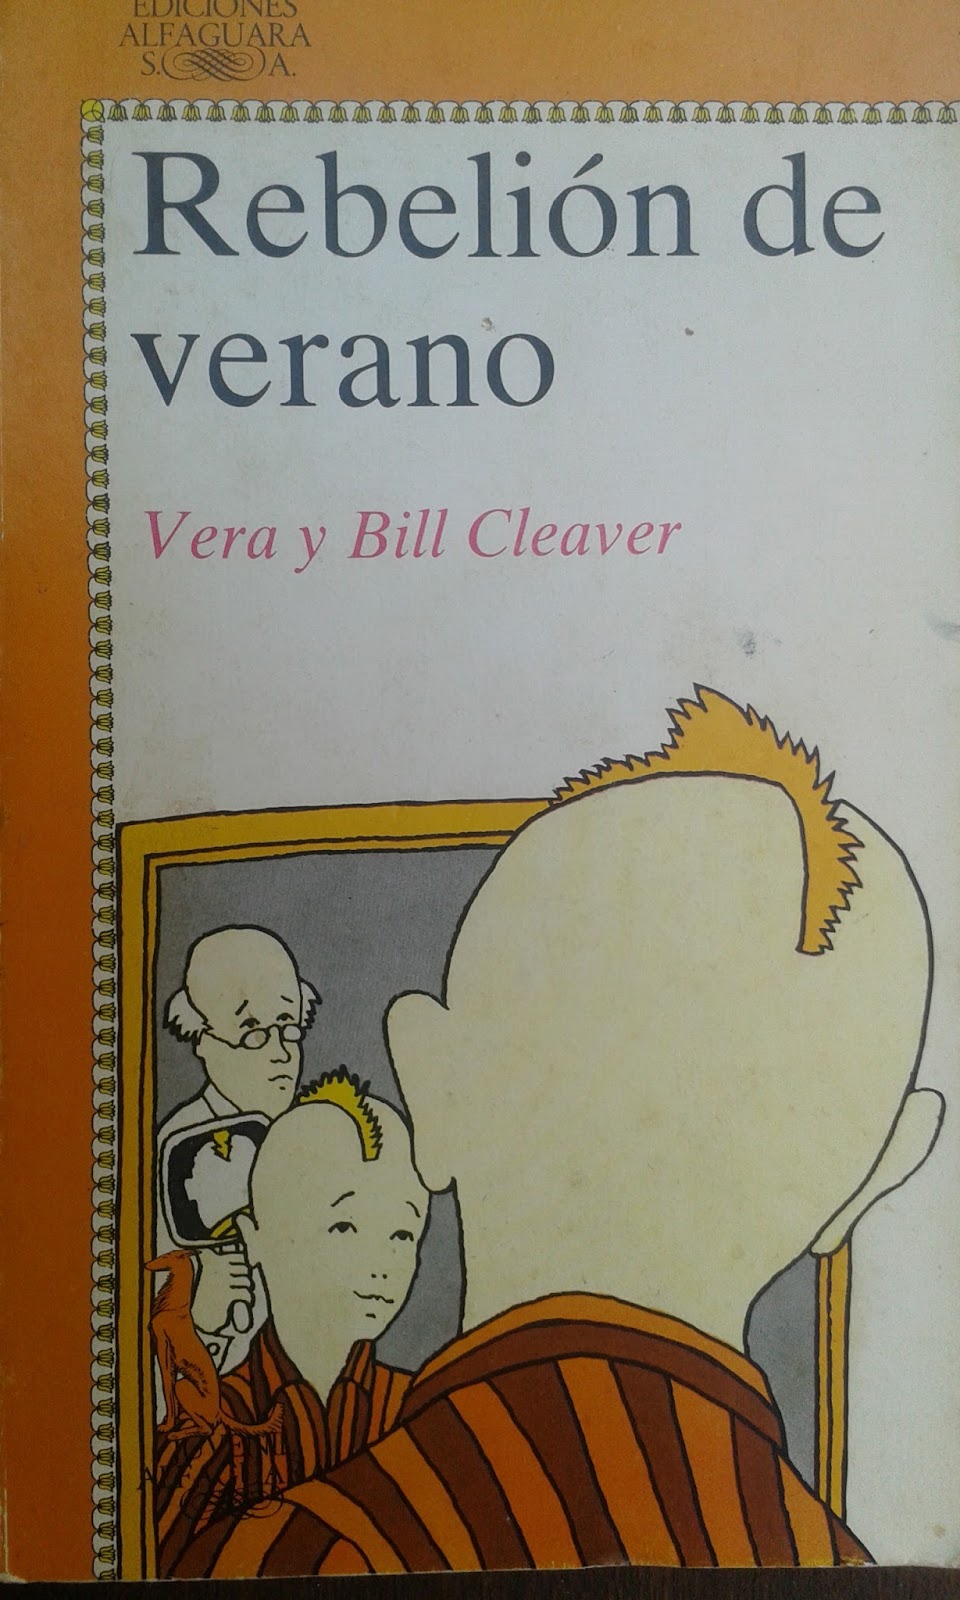 EDICIONES
ALFAGUARA
S. A.
Rebelión de
verano
Vera y Bill Cleaver